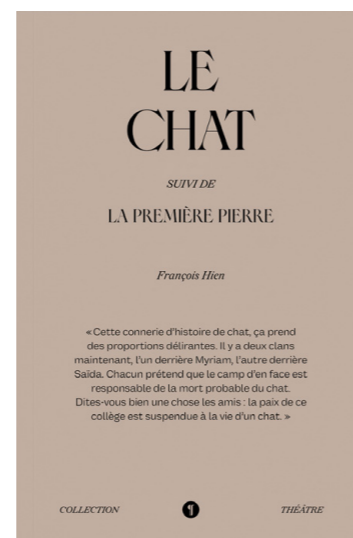 LE
CHAT
SUIVI DE
LA PREMIÈRE PIERRE
François Hien
« Cette connerie d'histoire de chat, ça prend
des proportions délirantes. Il y a deux clans
maintenant, l'un derrière Myriam, l'autre derrière
Saïda. Chacun prétend que le camp d'en face est
responsable de la mort probable du chat.
Dites-vous bien une chose les amis : la paix de ce
collège est suspendue à la vie d'un chat. »
COLLECTION ¶ THÉÂTRE